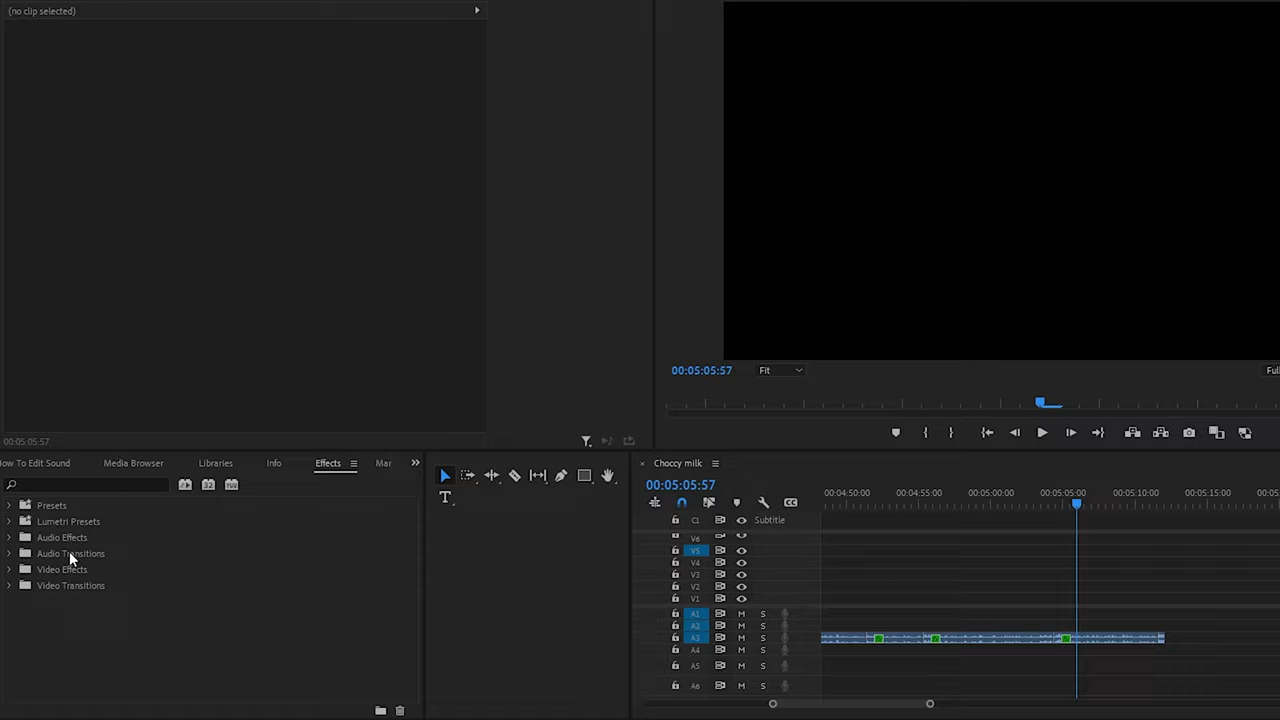 (no clip selected)
00:05:05:57
Fit
Full
00:05:05:57
How To Edit Sound
Media Browser
Libraries
Info
Effects
Mar
Presets
Lumetri Presets
Audio Effects
Audio Transitions
Video Effects
Video Transitions
T
× Choccy milk
00:05:05:57
00:04:50:00 00:04:55:00 00:05:00:00 00:05:05:00 00:05:10:00 00:05:15:00 00:05
C1 Subtitle
V6
V5
V4
V3
V2
V1
A1 M S
A2 M S
A3 M S
A4 M S
A5 M S
A6 M S